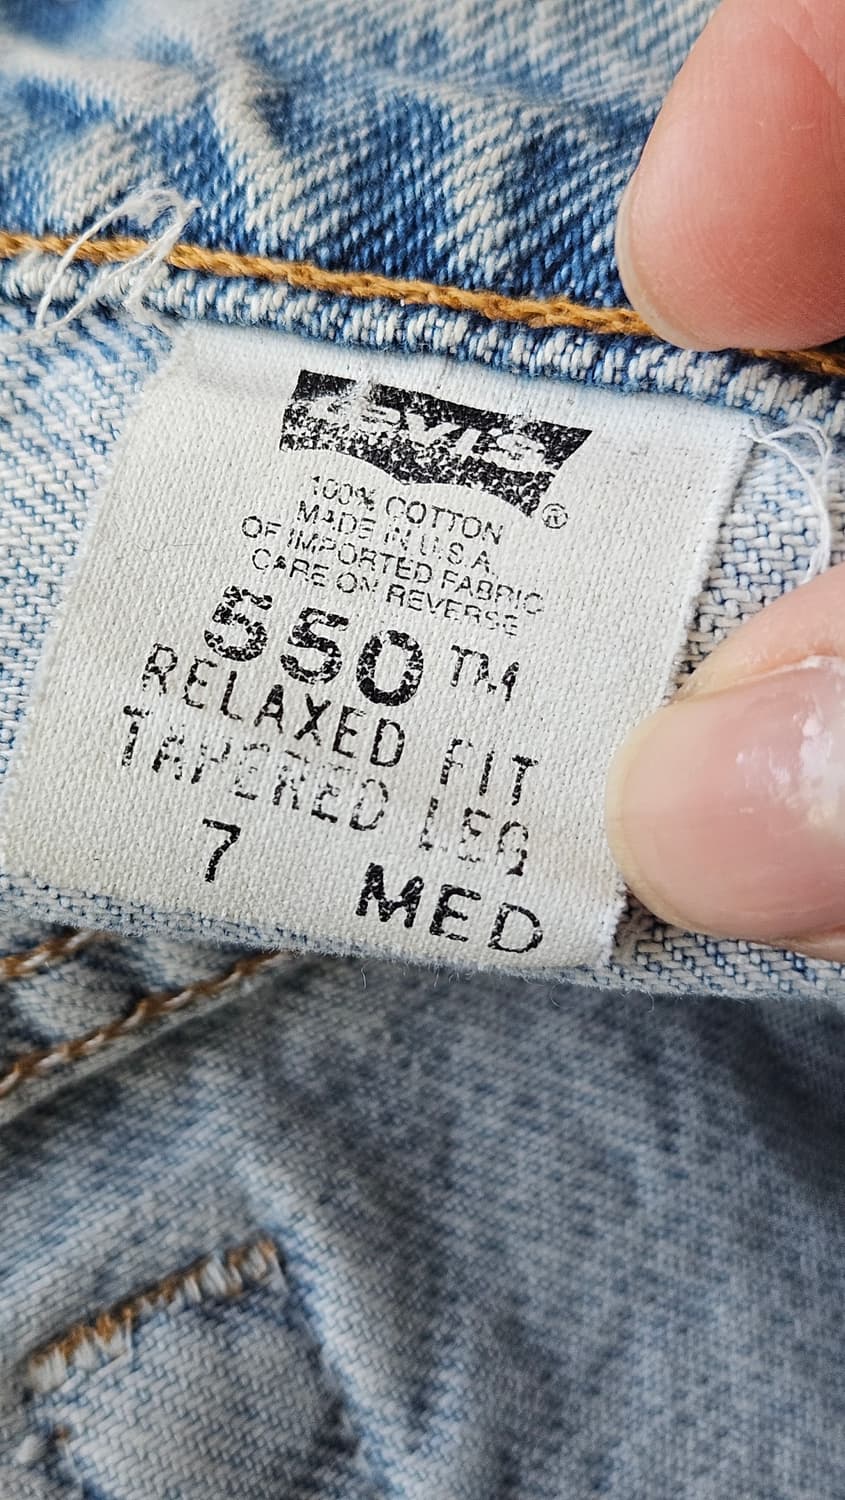 Levi's ®
100% COTTON
MADE IN U.S.A.
OF IMPORTED FABRIC
CARE ON REVERSE
550 TM
RELAXED FIT
TAPERED LEG
7 MED